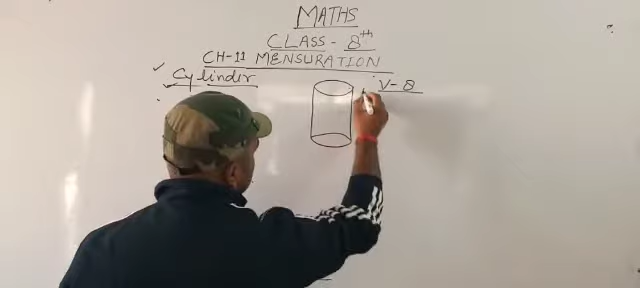 MATHS
CLASS - 8th
CH-11 MENSURATION
Cylinder
V-8